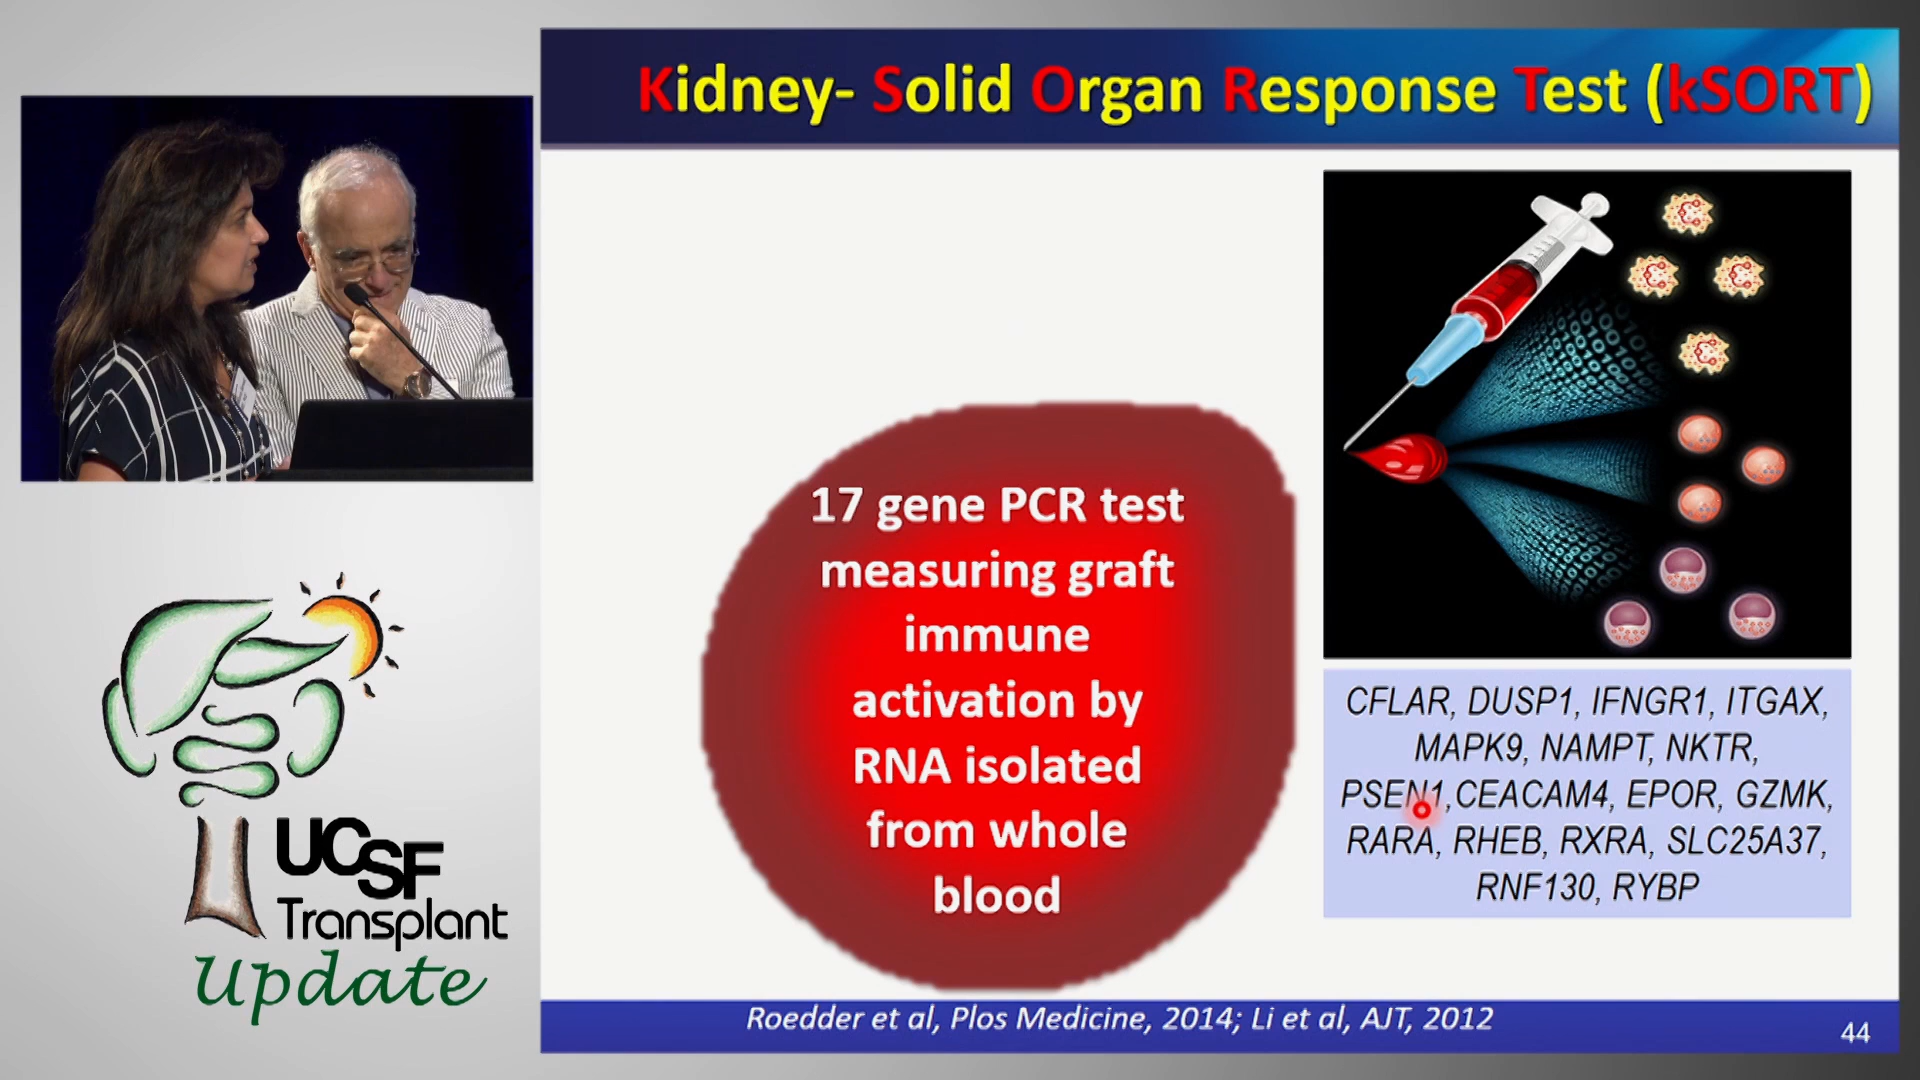 Kidney- Solid Organ Response Test (kSORT)
17 gene PCR test
measuring graft
immune
activation by
RNA isolated
from whole
blood
CFLAR, DUSP1, IFNGR1, ITGAX,
MAPK9, NAMPT, NKTR,
PSEN1,CEACAM4, EPOR, GZMK,
RARA, RHEB, RXRA, SLC25A37,
RNF130, RYBP
Roedder et al, Plos Medicine, 2014; Li et al, AJT, 2012
44
UCSF
Transplant
Update